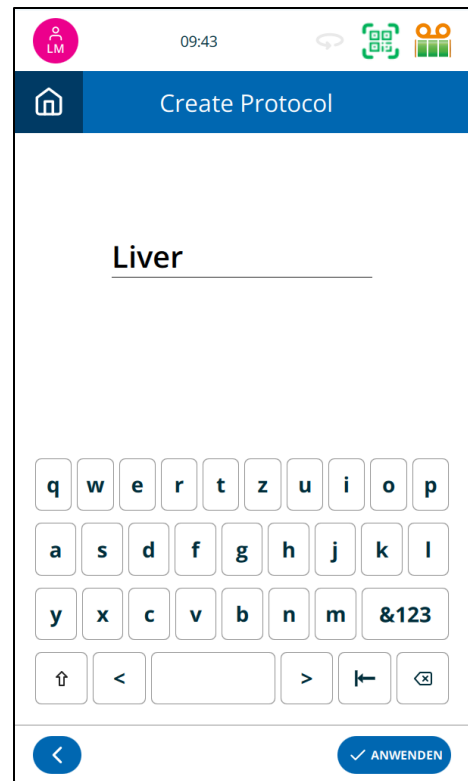 LM
09:43
Create Protocol
Liver
q w e r t z u i o p
a s d f g h j k l
y x c v b n m &123
< >
ANWENDEN